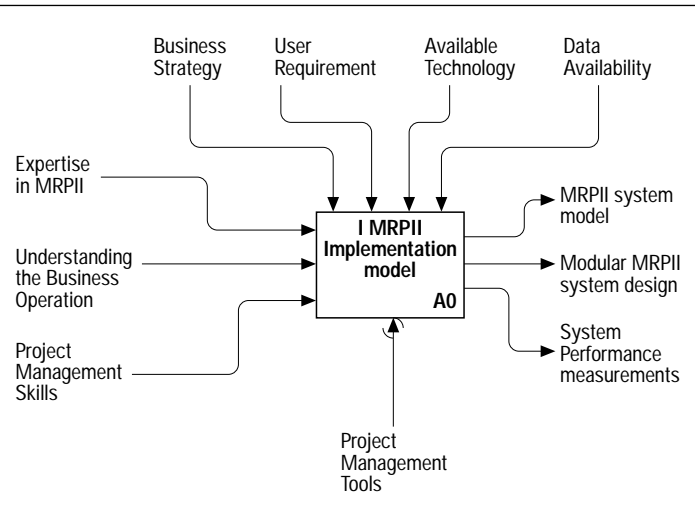 Business
Strategy
User
Requirement
Available
Technology
Data
Availability
Expertise
in MRPII
Understanding
the Business
Operation
Project
Management
Skills
I MRPII
Implementation
model
A0
MRPII system
model
Modular MRPII
system design
System
Performance
measurements
Project
Management
Tools